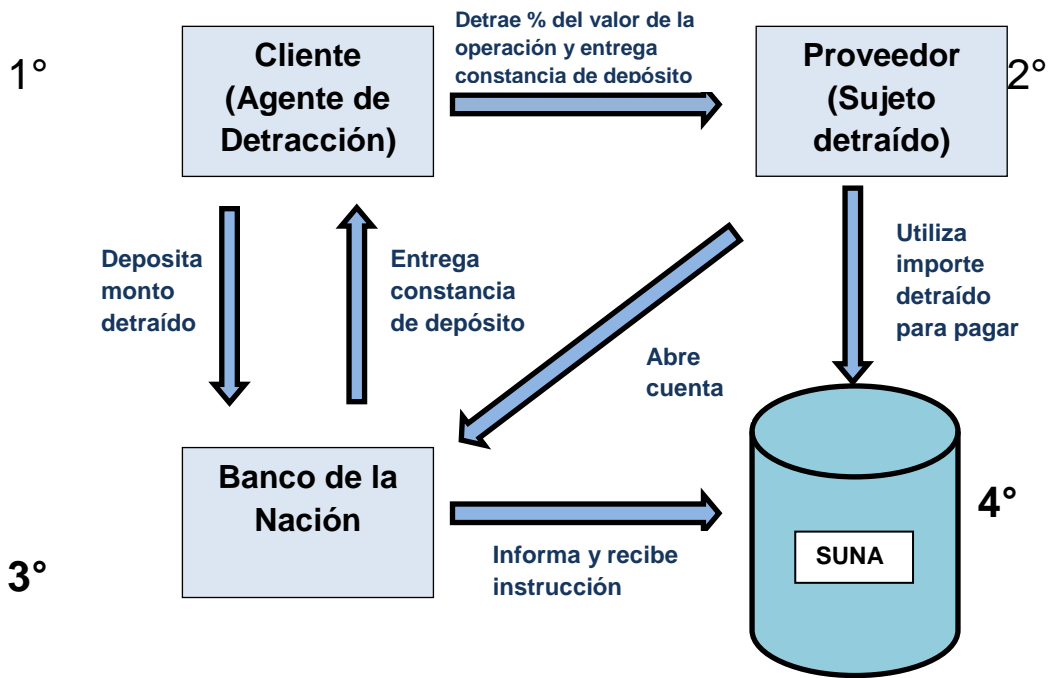 Detrae % del valor de la
operación y entrega
constancia de depósito
1°
Cliente
(Agente de
Detracción)
Proveedor
(Sujeto
detraído)
2°
Deposita
monto
detraído
Entrega
constancia
de depósito
Abre
cuenta
Utiliza
importe
detraído
para pagar
Banco de la
Nación
3°
Informa y recibe
instrucción
SUNA
4°